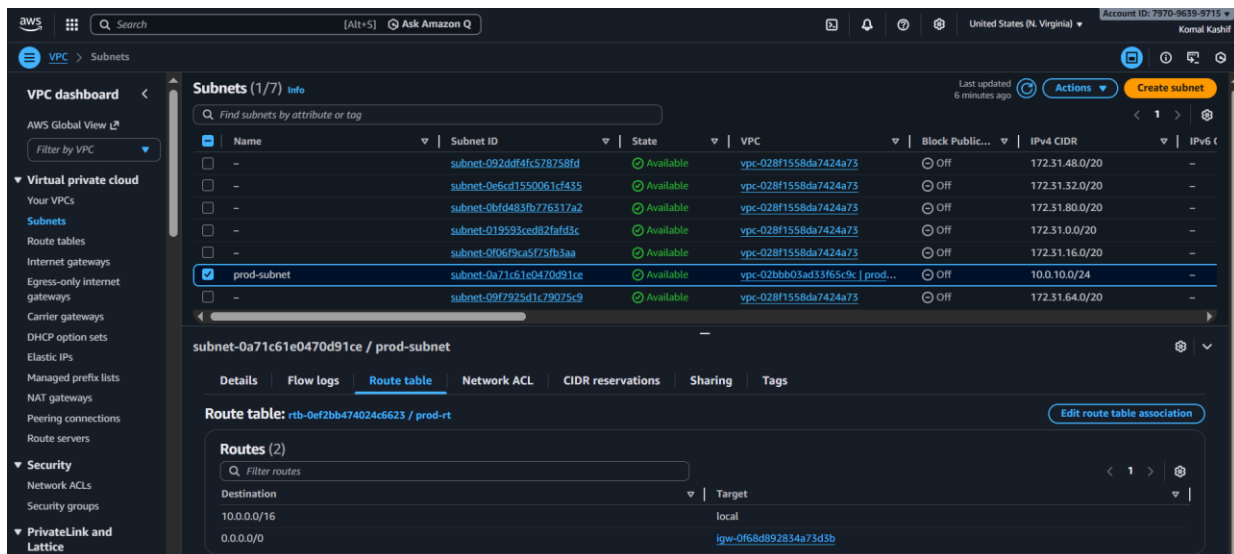 aws Search [Alt+S] Ask Amazon Q United States (N. Virginia) Account ID: 7970-9639-9715
Komal Kashif
VPC > Subnets
VPC dashboard
AWS Global View
Filter by VPC
Virtual private cloud
Your VPCs
Subnets
Route tables
Internet gateways
Egress-only internet
gateways
Carrier gateways
DHCP option sets
Elastic IPs
Managed prefix lists
NAT gateways
Peering connections
Route servers
Security
Network ACLs
Security groups
PrivateLink and
Lattice
Subnets (1/7) Info
Last updated
6 minutes ago
Actions
Create subnet
Find subnets by attribute or tag
< 1 >
Name Subnet ID State VPC Block Public... IPv4 CIDR IPv6 (
– subnet-092ddf4fc578758fd Available vpc-028f1558da7424a73 Off 172.31.48.0/20 –
– subnet-0e6cd1550061cf435 Available vpc-028f1558da7424a73 Off 172.31.32.0/20 –
– subnet-0bfd483fb776317a2 Available vpc-028f1558da7424a73 Off 172.31.80.0/20 –
– subnet-019593ced82fafd3c Available vpc-028f1558da7424a73 Off 172.31.0.0/20 –
– subnet-0f06f9ca5f75fb3aa Available vpc-028f1558da7424a73 Off 172.31.16.0/20 –
prod-subnet subnet-0a71c61e0470d91ce Available vpc-02bbb03ad33f65c9c | prod... Off 10.0.10.0/24 –
– subnet-09f7925d1c79075c9 Available vpc-028f1558da7424a73 Off 172.31.64.0/20 –
subnet-0a71c61e0470d91ce / prod-subnet
Details Flow logs Route table Network ACL CIDR reservations Sharing Tags
Route table: rtb-0ef2bb474024c6623 / prod-rt
Edit route table association
Routes (2)
Filter routes
< 1 >
Destination Target
10.0.0.0/16 local
0.0.0.0/0 igw-0f68d892834a73d3b